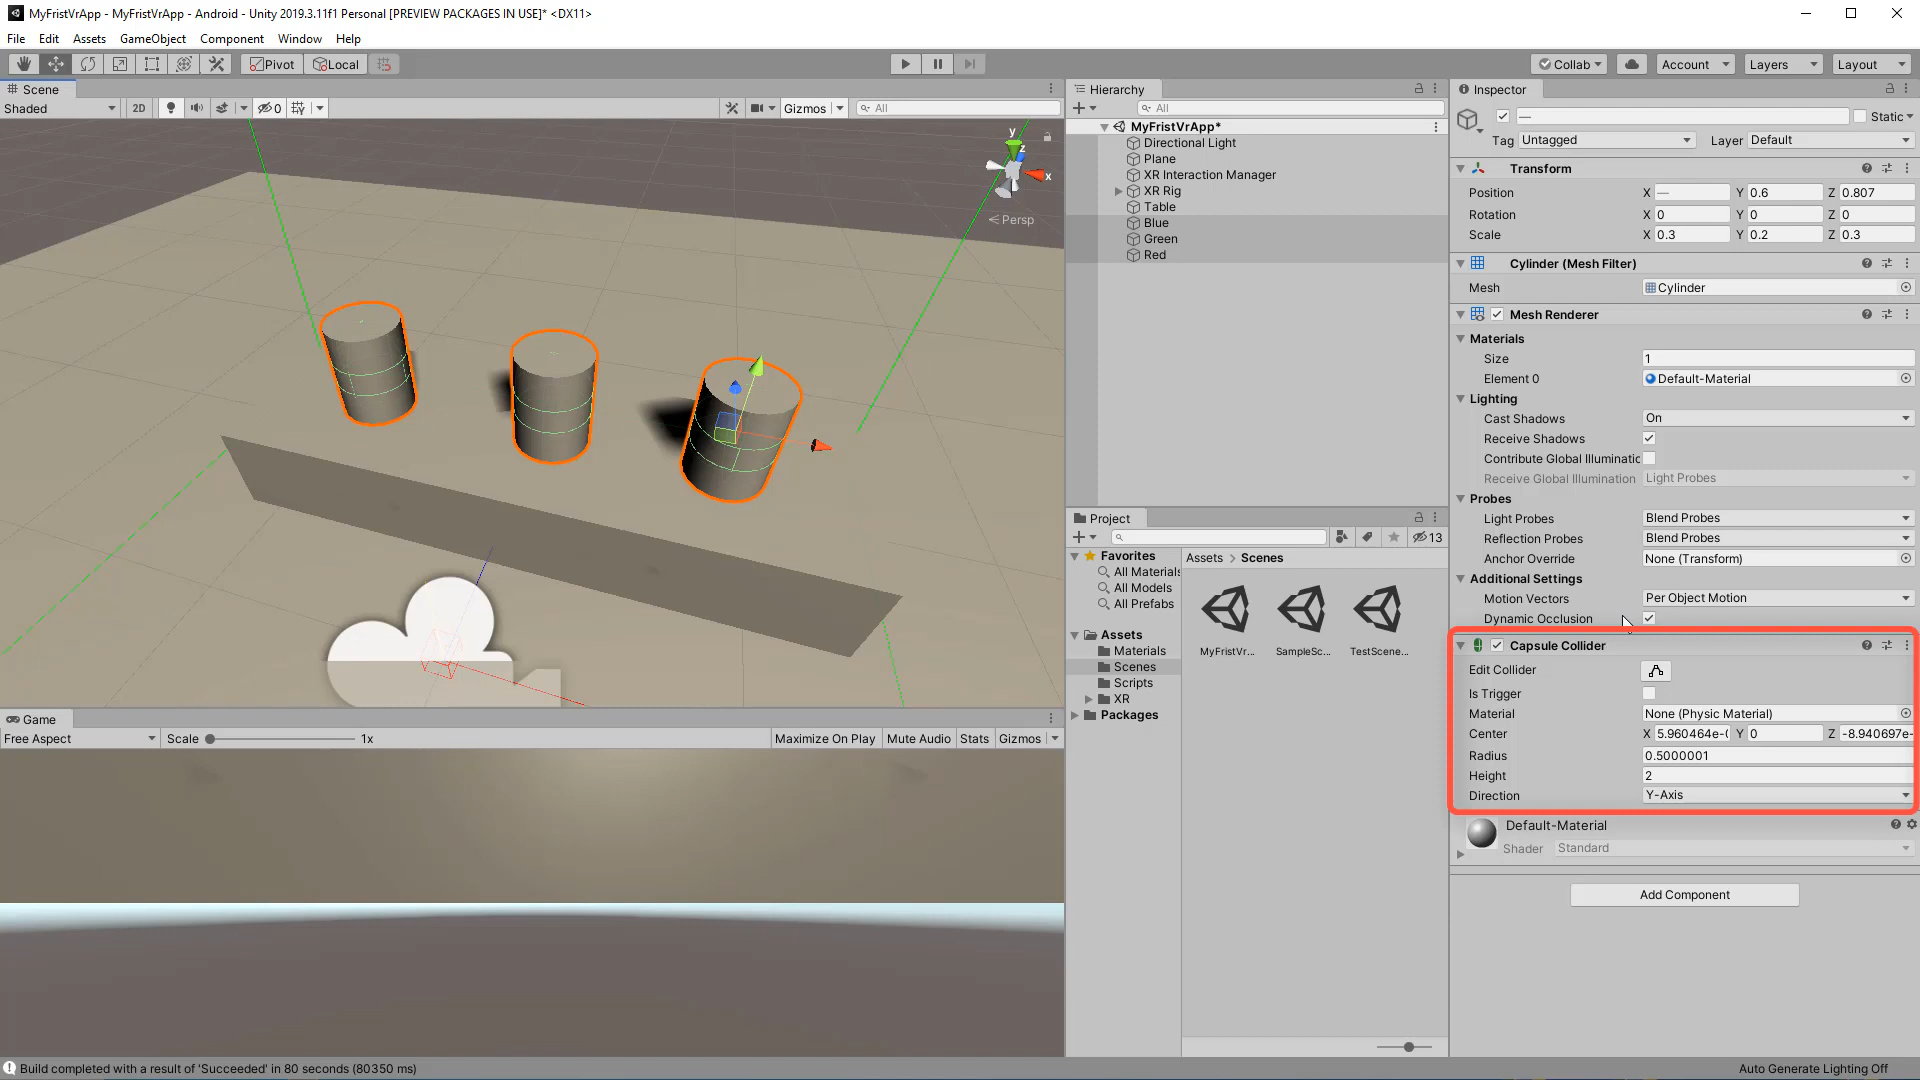 MyFristVrApp - MyFristVrApp - Android - Unity 2019.3.11f1 Personal [PREVIEW PACKAGES IN USE]* <DX11>
File Edit Assets GameObject Component Window Help
Pivot Local Collab Account Layers Layout
Scene
Shaded 2D 0 Gizmos All
y
z
x
Persp
Game
Free Aspect Scale 1x Maximize On Play Mute Audio Stats Gizmos
Hierarchy
All
MyFristVrApp*
Directional Light
Plane
XR Interaction Manager
XR Rig
Table
Blue
Green
Red
Project
13
Favorites
All Materials
All Models
All Prefabs
Assets
Materials
Scenes
Scripts
XR
Packages
Assets > Scenes
MyFristVr... SampleSc... TestScene...
Inspector
— Static
Tag Untagged Layer Default
Transform
Position X — Y 0.6 Z 0.807
Rotation X 0 Y 0 Z 0
Scale X 0.3 Y 0.2 Z 0.3
Cylinder (Mesh Filter)
Mesh Cylinder
Mesh Renderer
Materials
Size 1
Element 0 Default-Material
Lighting
Cast Shadows On
Receive Shadows
Contribute Global Illuminatic
Receive Global Illumination Light Probes
Probes
Light Probes Blend Probes
Reflection Probes Blend Probes
Anchor Override None (Transform)
Additional Settings
Motion Vectors Per Object Motion
Dynamic Occlusion
Capsule Collider
Edit Collider
Is Trigger
Material None (Physic Material)
Center X 5.960464e-( Y 0 Z -8.940697e-
Radius 0.5000001
Height 2
Direction Y-Axis
Default-Material
Shader Standard
Add Component
Build completed with a result of 'Succeeded' in 80 seconds (80350 ms)
Auto Generate Lighting Off